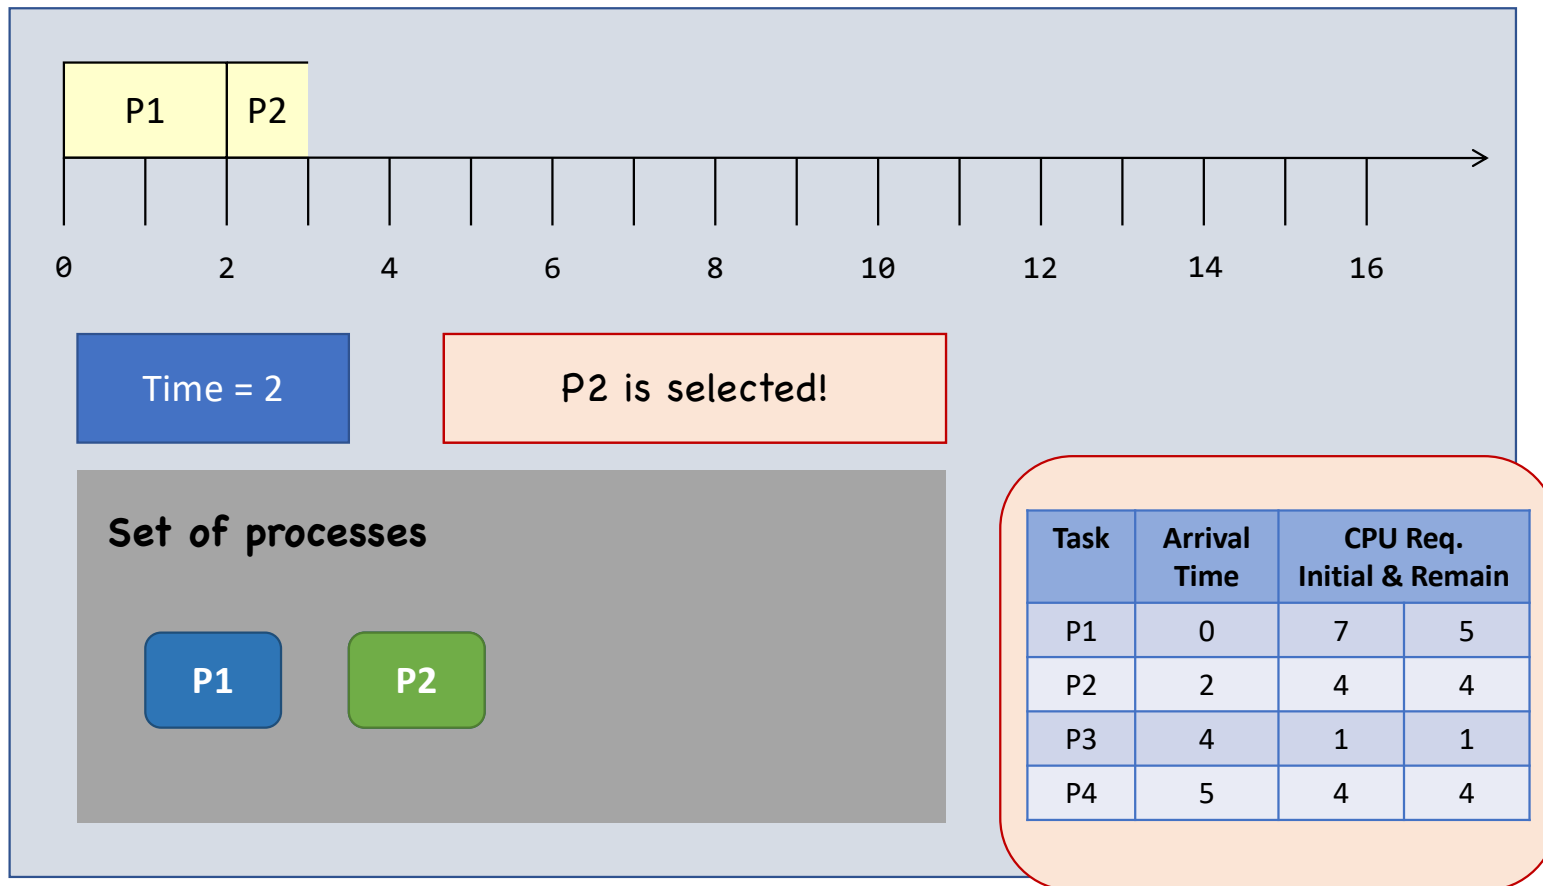 P1 P2
0 2 4 6 8 10 12 14 16
Time = 2
P2 is selected!
Set of processes
P1 P2
Task Arrival Time CPU Req. Initial & Remain
P1 0 7 5
P2 2 4 4
P3 4 1 1
P4 5 4 4